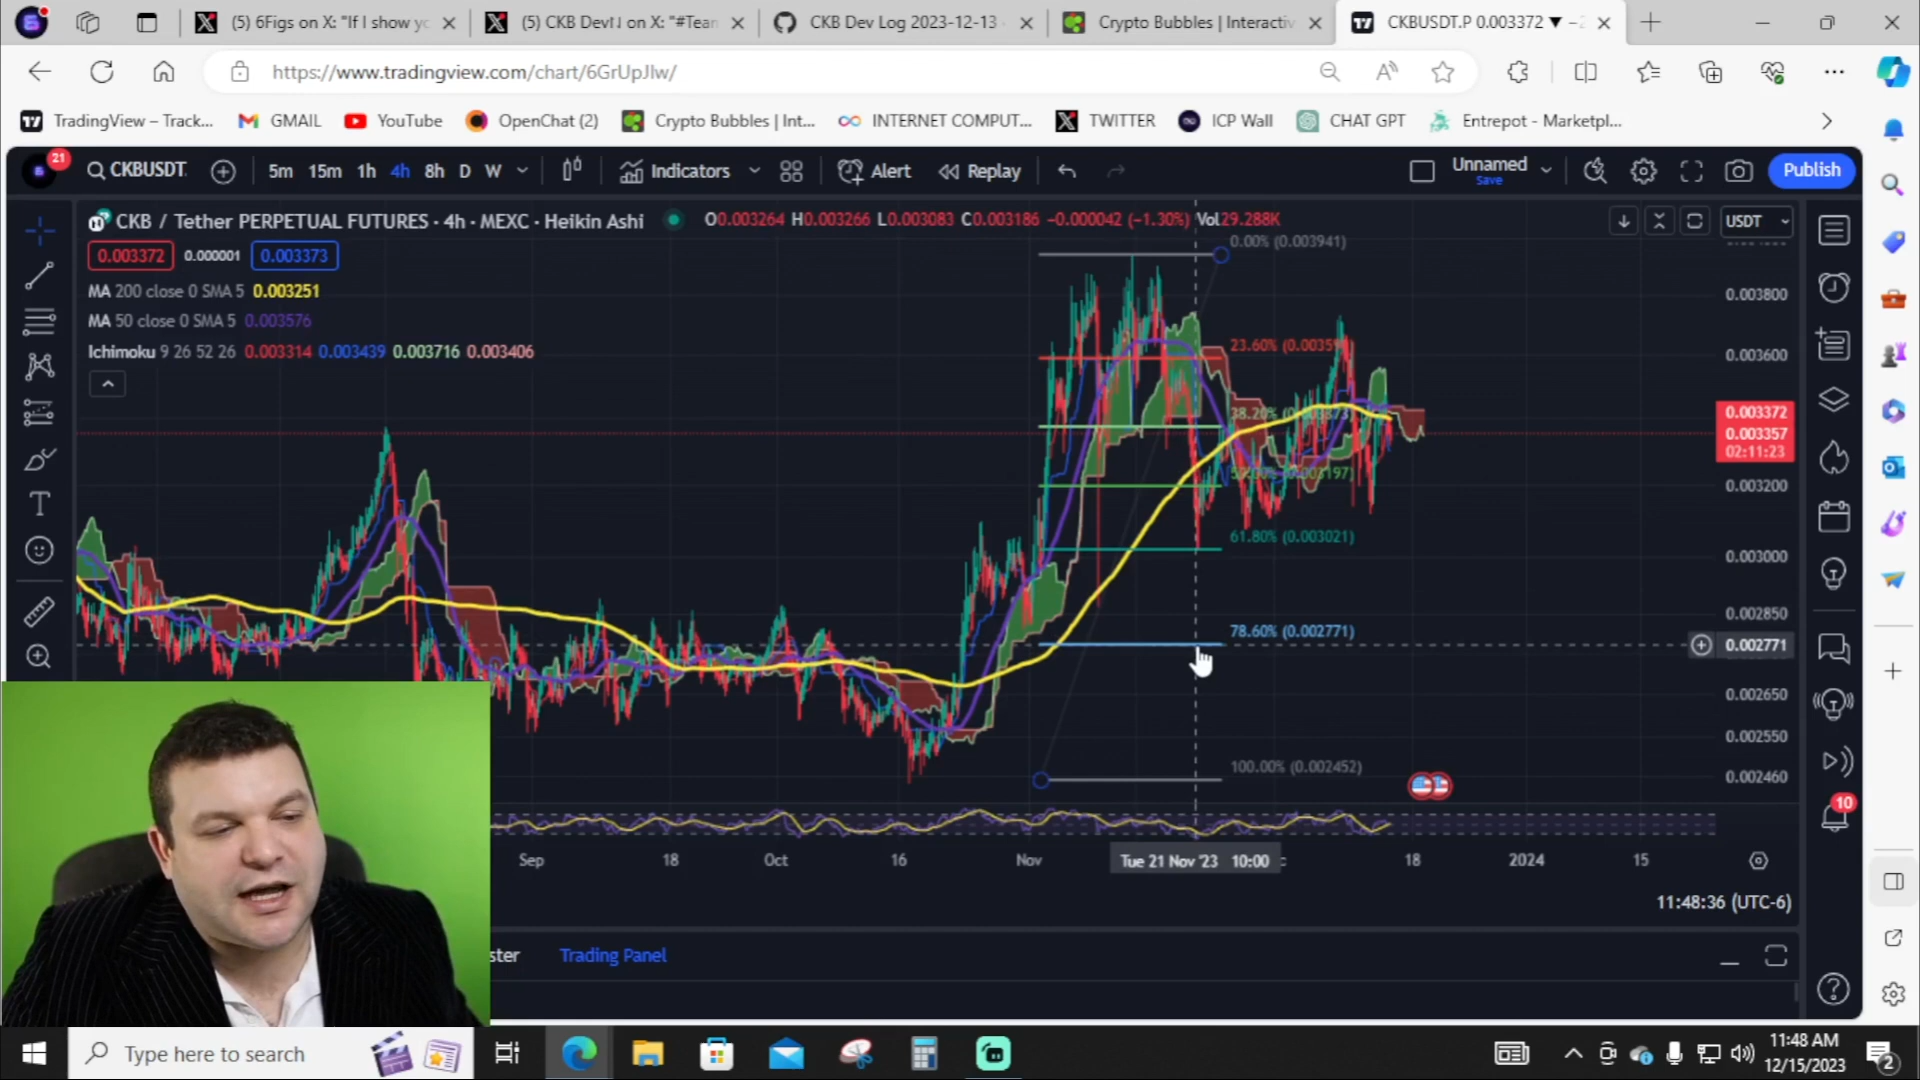 (5) 6Figs on X: "If I show yo
(5) CKB Dev
on X: "#Tean
CKB Dev Log 2023-12-13
Crypto Bubbles | Interactiv
CKBUSDT.P 0.003372 ▼ −2
https://www.tradingview.com/chart/6GrUpJlw/
TradingView – Track...
GMAIL
YouTube
OpenChat (2)
Crypto Bubbles | Int...
INTERNET COMPUT...
TWITTER
ICP Wall
CHAT GPT
Entrepot - Marketpl...
21
CKBUSDT.
5m 15m 1h 4h 8h D W
Indicators
Alert
Replay
Unnamed
Save
Publish
CKB / Tether PERPETUAL FUTURES · 4h · MEXC · Heikin Ashi
O0.003264 H0.003266 L0.003083 C0.003186 −0.000042 (−1.30%) Vol29.288K
USDT
0.003372 0.000001 0.003373
MA 200 close 0 SMA 5 0.003251
MA 50 close 0 SMA 5 0.003576
Ichimoku 9 26 52 26 0.003314 0.003439 0.003716 0.003406
0.00% (0.003941)
0.003800
23.60% (0.00359
0.003600
38.20%
0.003372
0.003357
02:11:23
0.003200
61.80% (0.003021)
0.003000
0.002850
78.60% (0.002771)
0.002771
0.002650
0.002550
100.00% (0.002452)
0.002460
10
Sep 18 Oct 16 Nov
Tue 21 Nov '23 10:00
18 2024 15
11:48:36 (UTC-6)
ster
Trading Panel
Type here to search
11:48 AM
12/15/2023
2